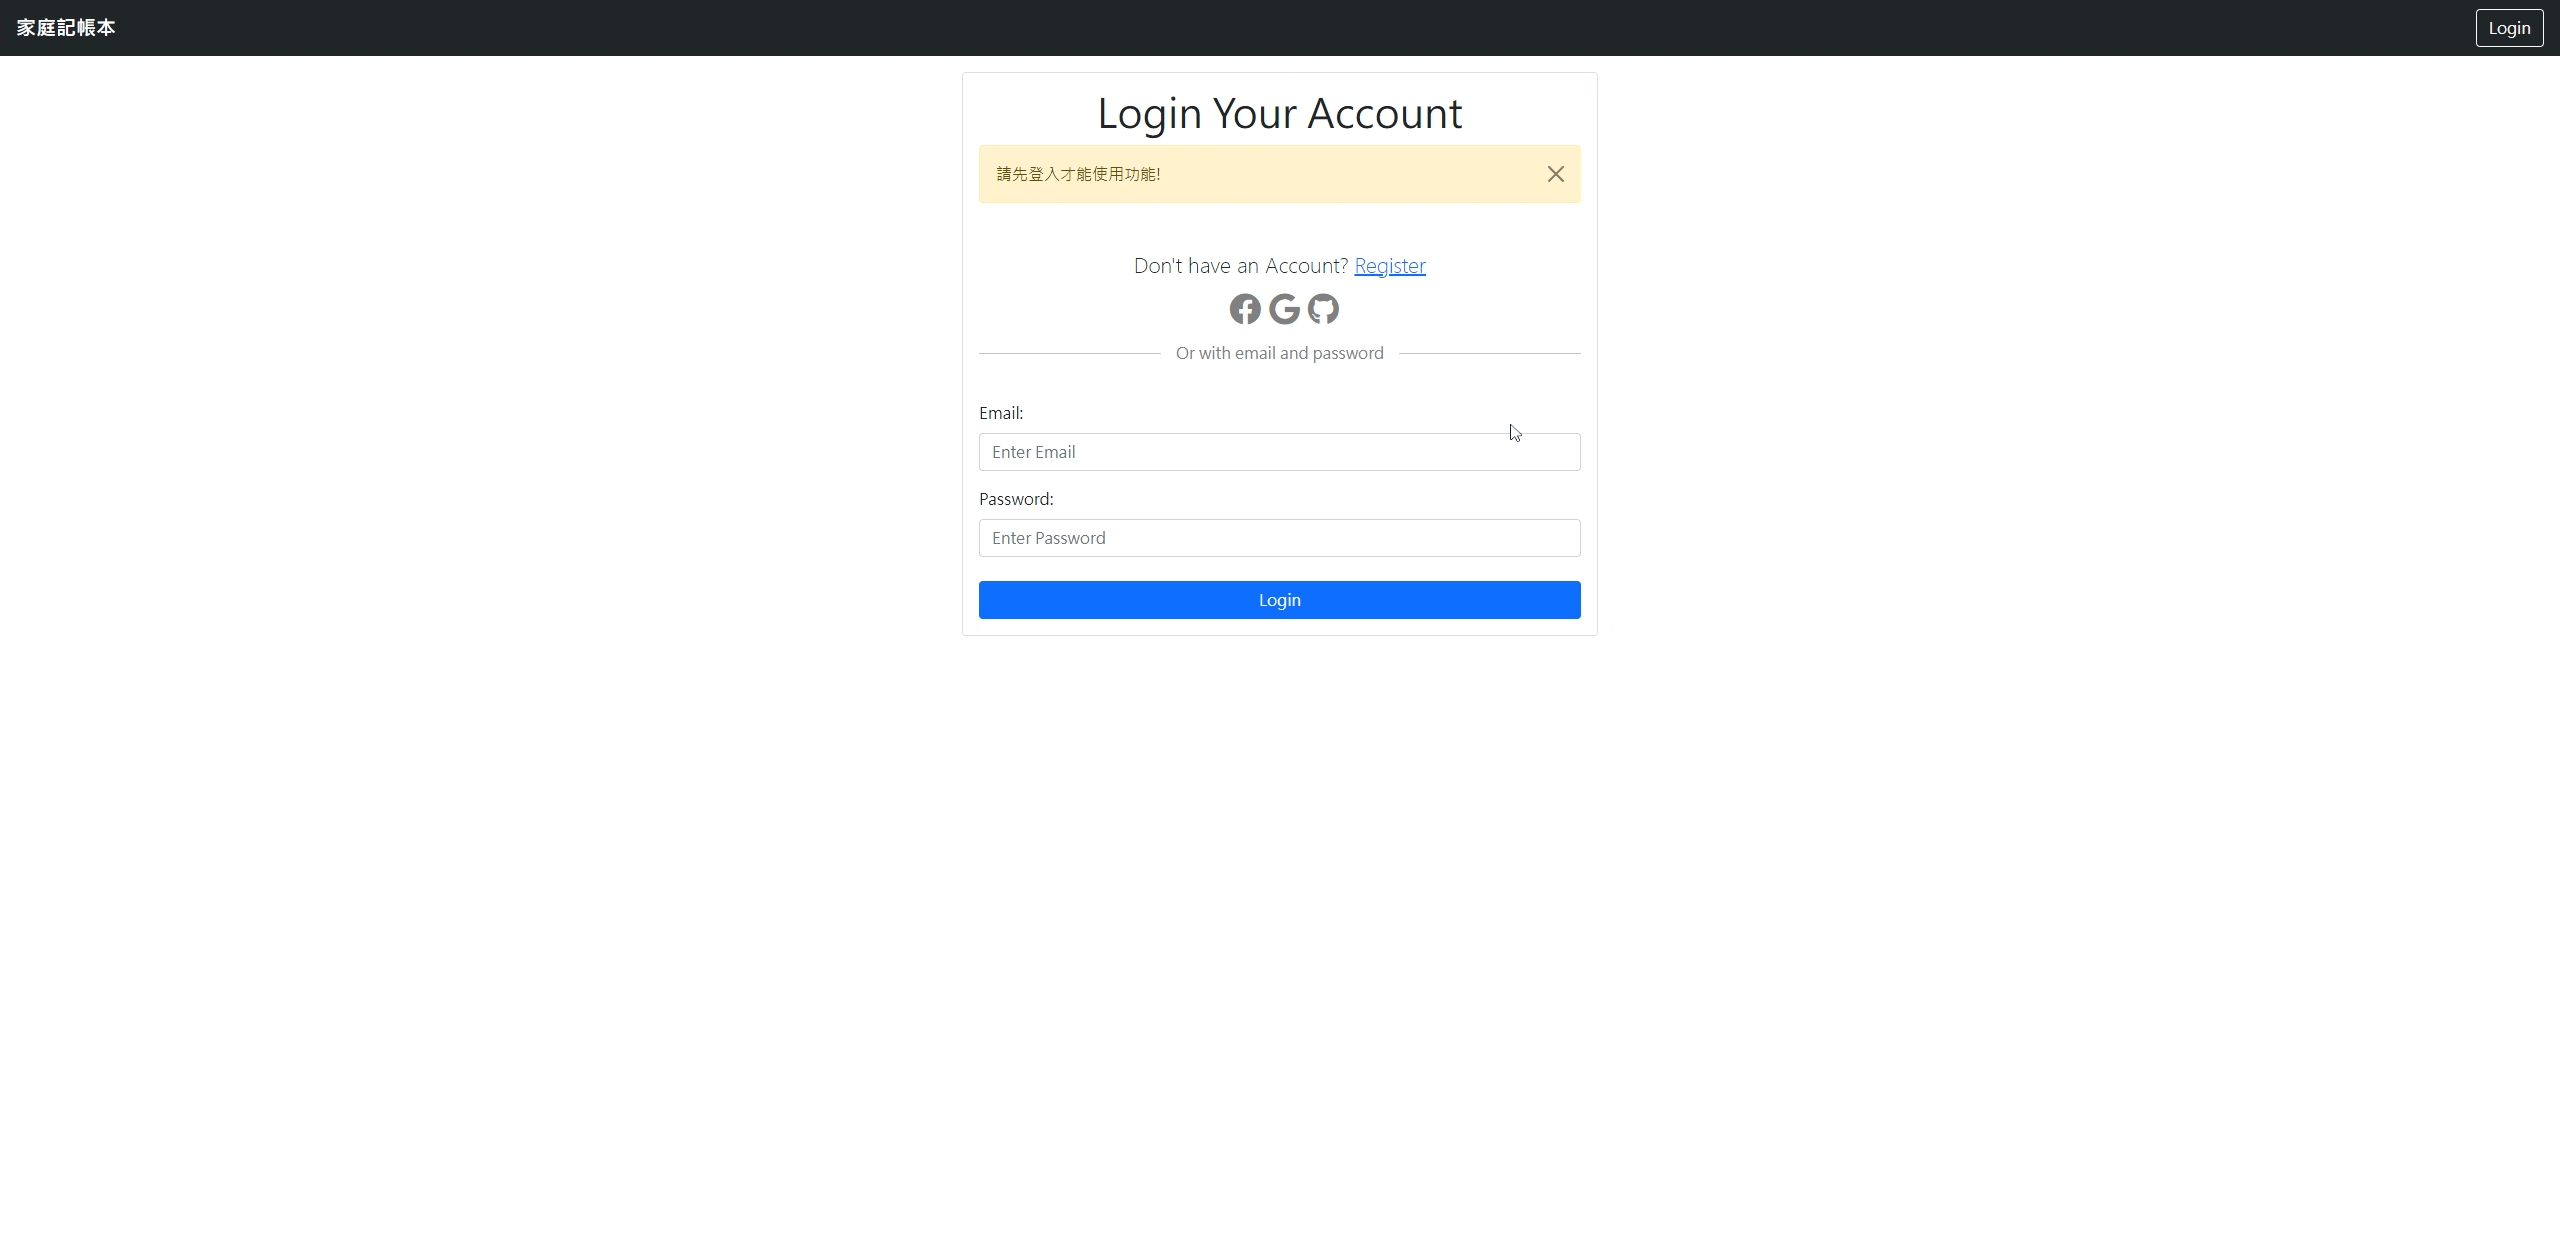 家庭記帳本
Login
Login Your Account
請先登入才能使用功能!
Don't have an Account? Register
Or with email and password
Email:
Enter Email
Password:
Enter Password
Login